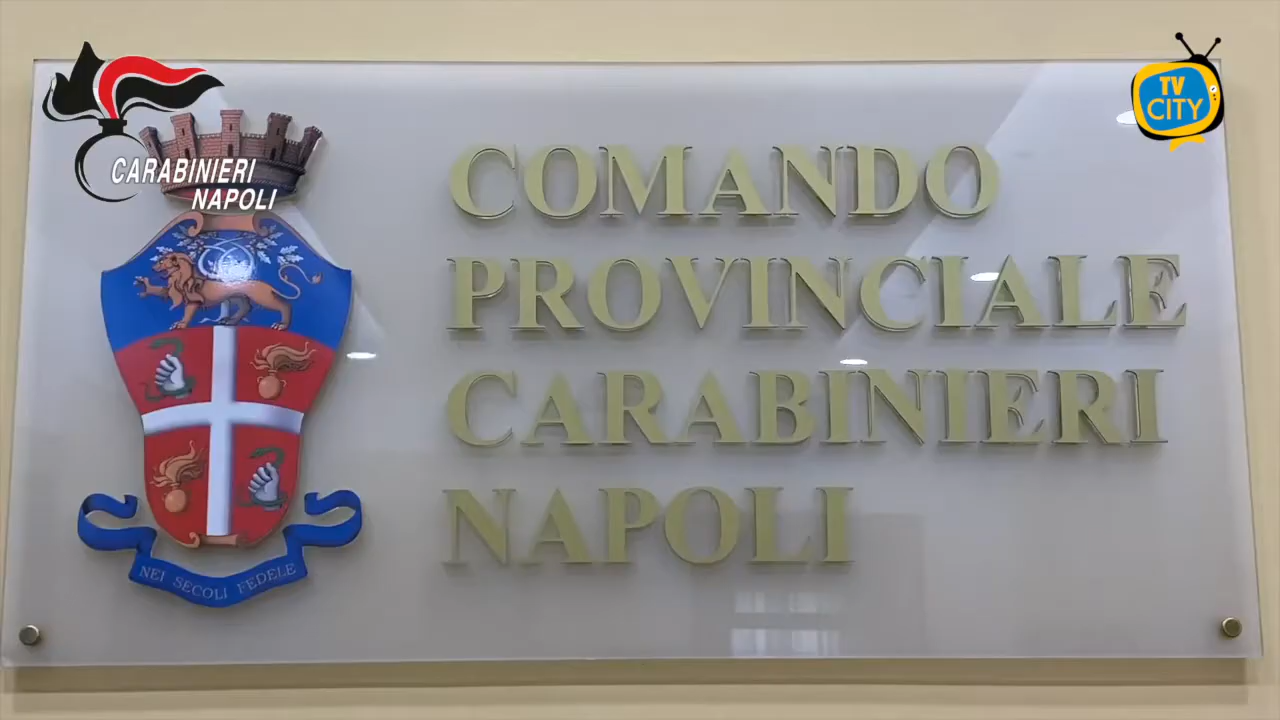 CARABINIERI
NAPOLI
TV
CITY
COMANDO
PROVINCIALE
CARABINIERI
NAPOLI
NEI SECOLI FEDELE